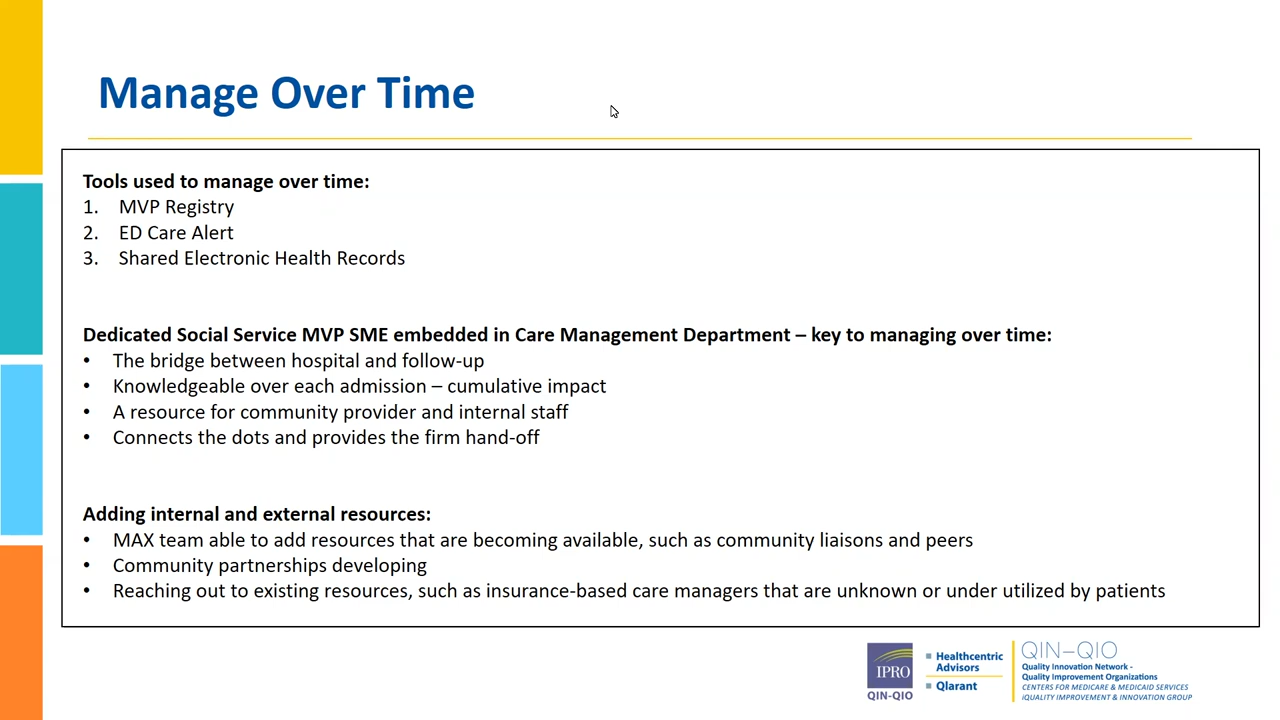 Manage Over Time
Tools used to manage over time:
1. MVP Registry
2. ED Care Alert
3. Shared Electronic Health Records
Dedicated Social Service MVP SME embedded in Care Management Department – key to managing over time:
• The bridge between hospital and follow-up
• Knowledgeable over each admission – cumulative impact
• A resource for community provider and internal staff
• Connects the dots and provides the firm hand-off
Adding internal and external resources:
• MAX team able to add resources that are becoming available, such as community liaisons and peers
• Community partnerships developing
• Reaching out to existing resources, such as insurance-based care managers that are unknown or under utilized by patients
IPRO
QIN-QIO
Healthcentric
Advisors
Qlarant
QIN–QIO
Quality Innovation Network -
Quality Improvement Organizations
CENTERS FOR MEDICARE & MEDICAID SERVICES
iQUALITY IMPROVEMENT & INNOVATION GROUP